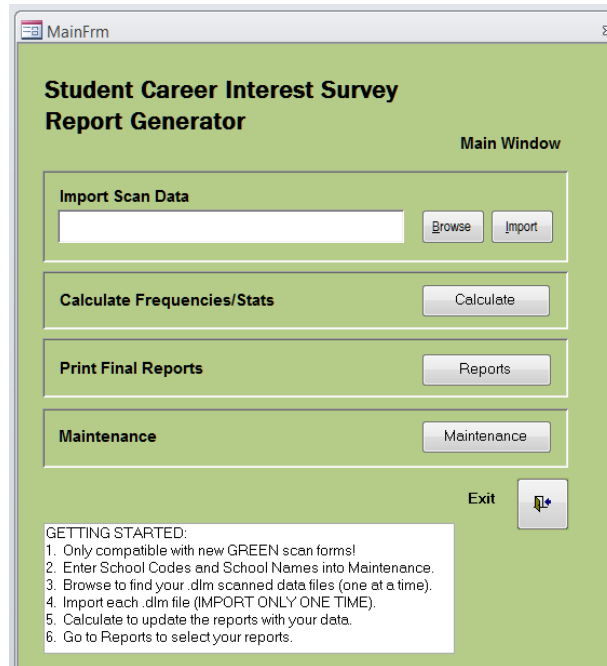 MainFrm
Student Career Interest Survey
Report Generator
Main Window
Import Scan Data
Browse
Import
Calculate Frequencies/Stats
Calculate
Print Final Reports
Reports
Maintenance
Maintenance
Exit
GETTING STARTED:
1. Only compatible with new GREEN scan forms!
2. Enter School Codes and School Names into Maintenance.
3. Browse to find your .dlm scanned data files (one at a time).
4. Import each .dlm file (IMPORT ONLY ONE TIME).
5. Calculate to update the reports with your data.
6. Go to Reports to select your reports.